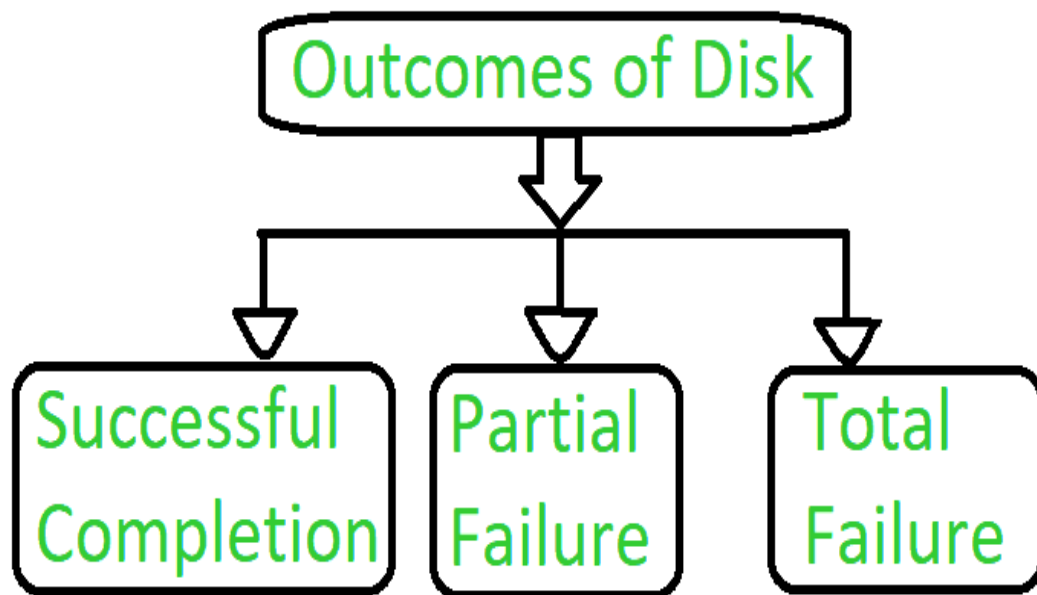 Outcomes of Disk
Successful
Completion
Partial
Failure
Total
Failure